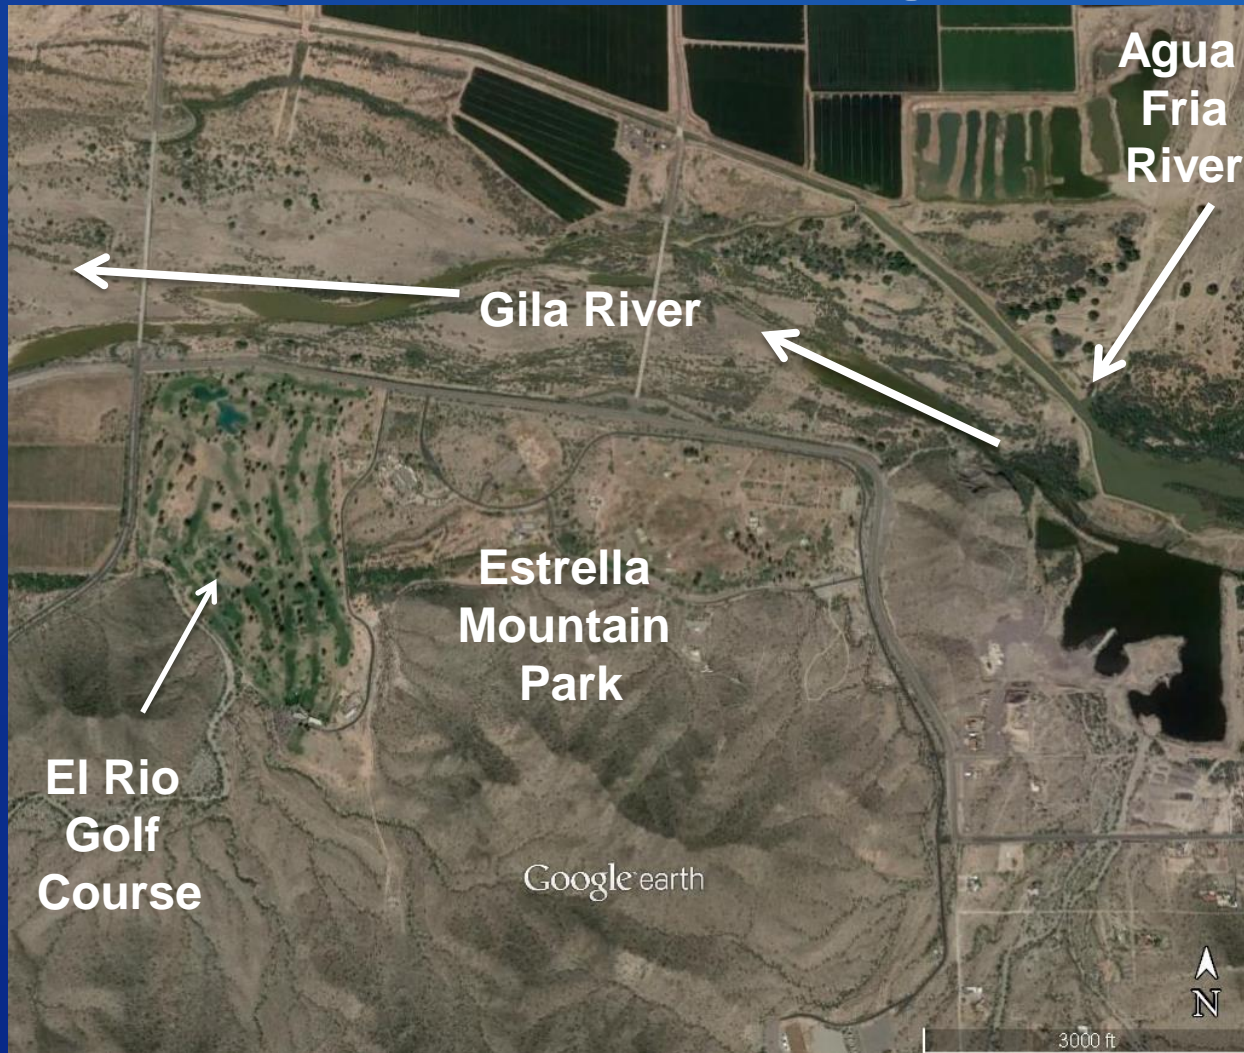 Agua
Fria
River
Gila River
Estrella
Mountain
Park
El Rio
Golf
Course
Google earth
N
3000 ft